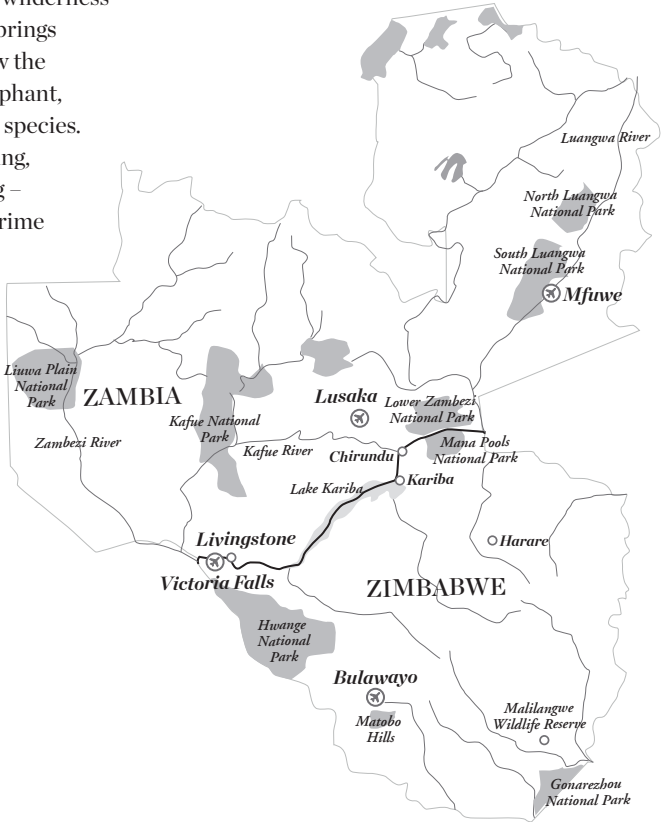 wilderness
brings
w the
phant,
species.
ng,
g –
rime
Luangwa River
North Luangwa
National Park
South Luangwa
National Park
Mfuwe
Liuwa Plain
National
Park
ZAMBIA
Zambezi River
Kafue National
Park
Kafue River
Lusaka
Lower Zambezi
National Park
Chirundu
Mana Pools
National Park
Lake Kariba
Kariba
Livingstone
Victoria Falls
Harare
ZIMBABWE
Hwange
National
Park
Bulawayo
Matobo
Hills
Malilangwe
Wildlife Reserve
Gonarezhou
National Park